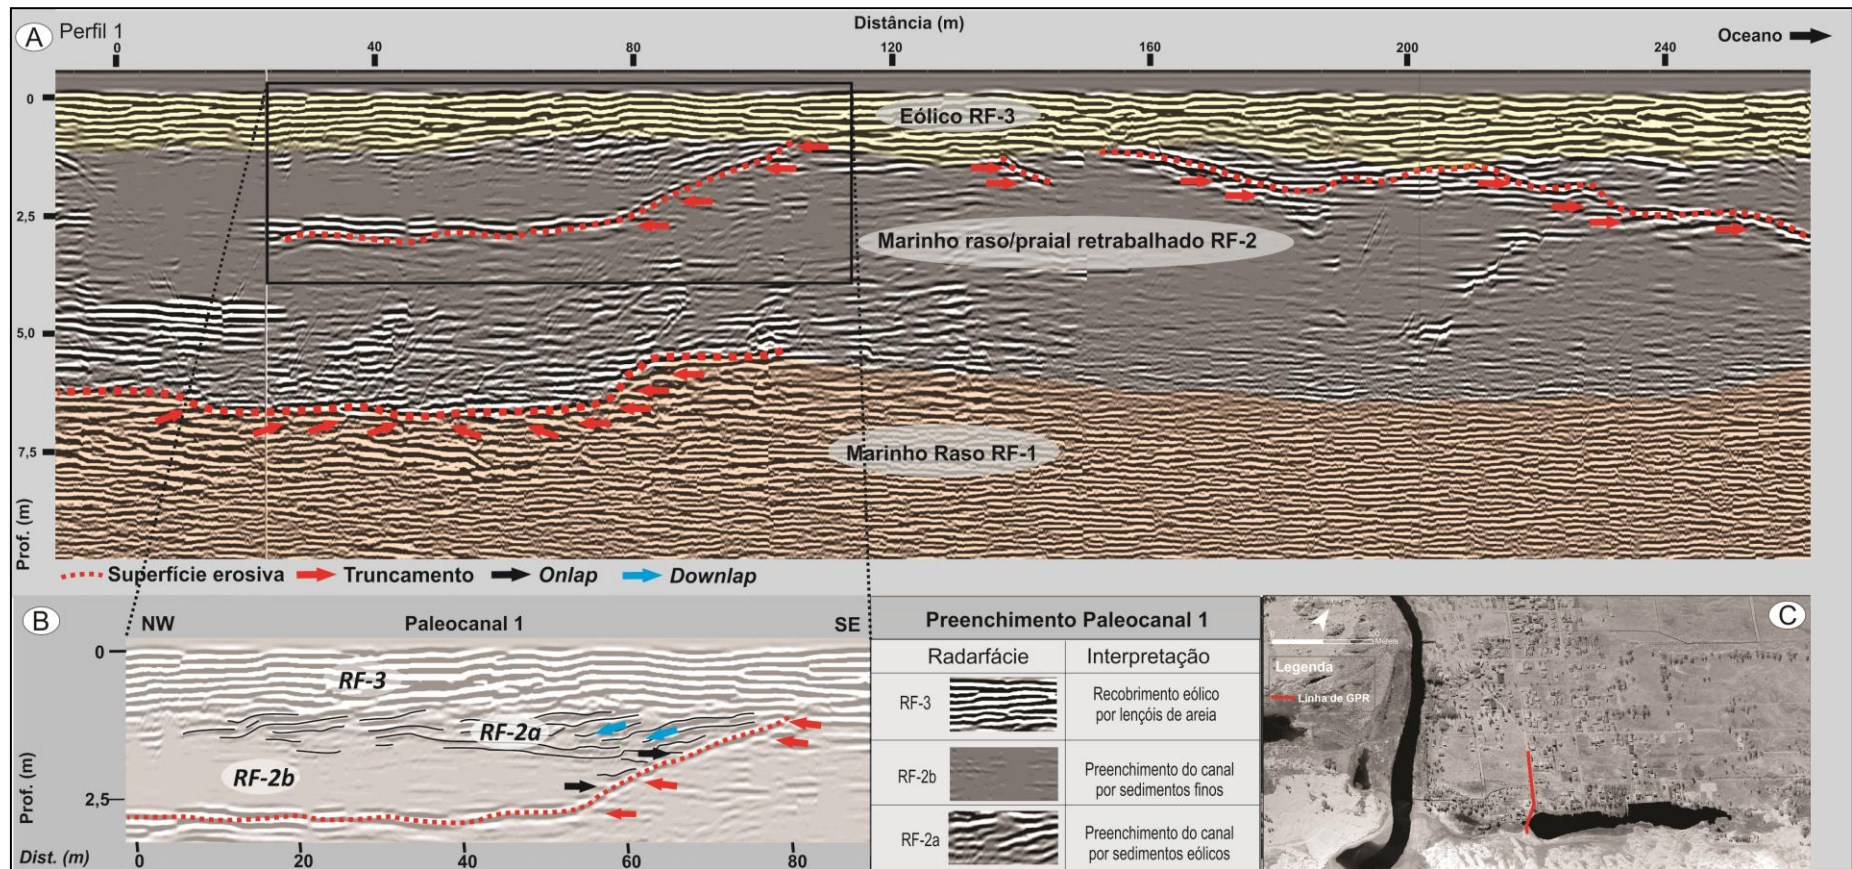 A
Perfil 1
Distância (m)
0 40 80 120 160 200 240
Oceano
0
2,5
5,0
7,5
Prof. (m)
Eólico RF-3
Marinho raso/praial retrabalhado RF-2
Marinho Raso RF-1
Superfície erosiva Truncamento Onlap Downlap
B
NW Paleocanal 1 SE
0
2,5
Prof. (m)
RF-3
RF-2a
RF-2b
Dist. (m) 0 20 40 60 80
Preenchimento Paleocanal 1
Radarfácie Interpretação
RF-3
Recobrimento eólico
por lençóis de areia
RF-2b
Preenchimento do canal
por sedimentos finos
RF-2a
Preenchimento do canal
por sedimentos eólicos
C
Legenda
Linha de GPR